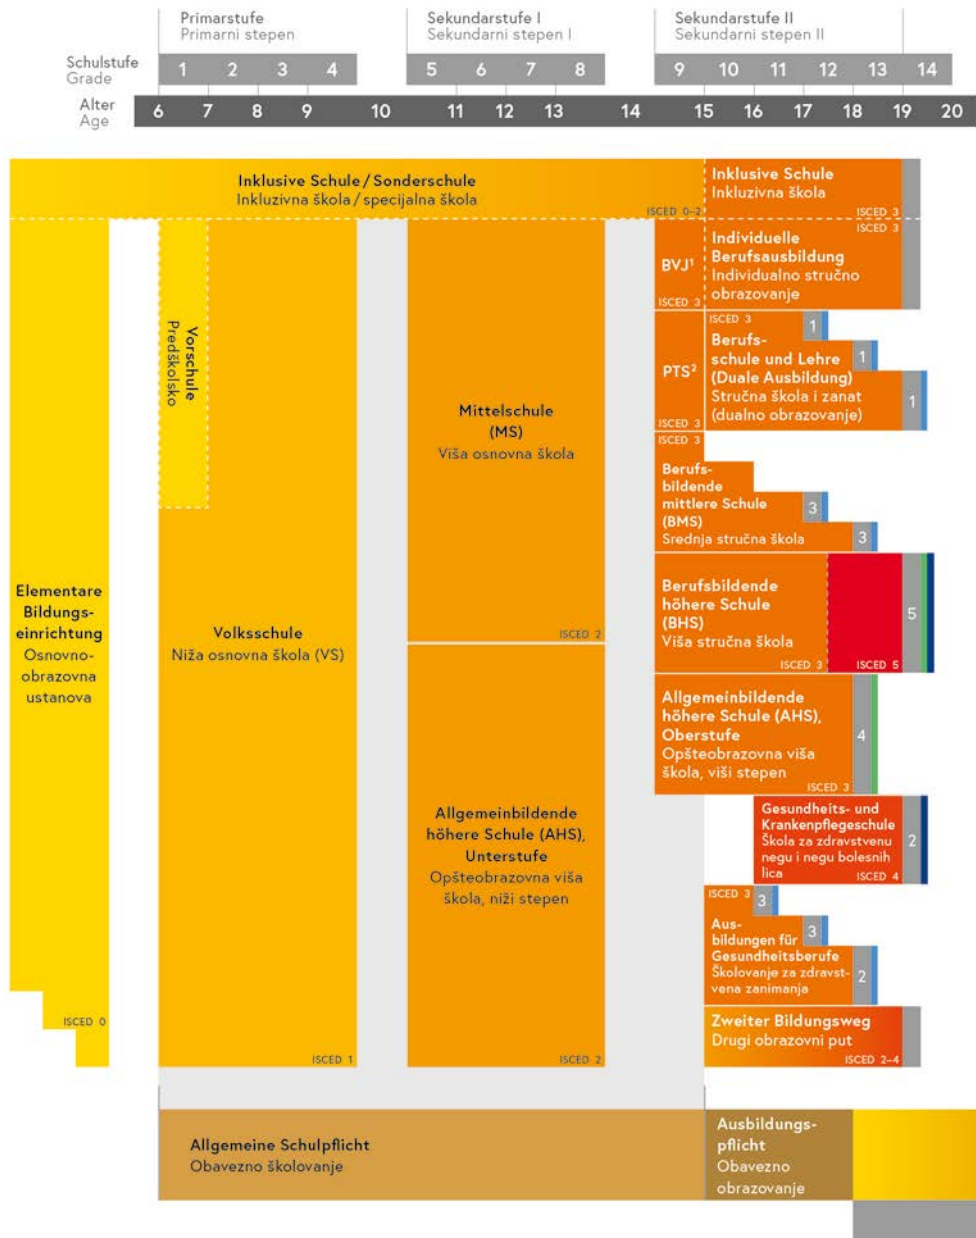 Primarstufe
Primarni stepen
Sekundarstufe I
Sekundarni stepen I
Sekundarstufe II
Sekundarni stepen II
Schulstufe
Grade
1 2 3 4 5 6 7 8 9 10 11 12 13 14
Alter
Age
6 7 8 9 10 11 12 13 14 15 16 17 18 19 20
Inklusive Schule / Sonderschule
Inkluzivna škola / specijalna škola
ISCED 0–2
Inklusive Schule
Inkluzivna škola
ISCED 3
ISCED 3
Individuelle
Berufsausbildung
Individualno stručno
obrazovanje
BVJ¹
ISCED 3
Vorschule
Predškolsko
PTS²
ISCED 3
ISCED 3
Berufs-
schule und Lehre
(Duale Ausbildung)
Stručna škola i zanat
(dualno obrazovanje)
1
1
1
Mittelschule
(MS)
Viša osnovna škola
ISCED 2
ISCED 3
Berufs-
bildende
mittlere Schule
(BMS)
Srednja stručna škola
3
3
Elementare
Bildungs-
einrichtung
Osnovno-
obrazovna
ustanova
ISCED 0
Volksschule
Niža osnovna škola (VS)
ISCED 1
Berufsbildende
höhere Schule
(BHS)
Viša stručna škola
ISCED 3
ISCED 5
5
Allgemeinbildende
höhere Schule (AHS),
Oberstufe
Opšteobrazovna viša
škola, viši stepen
ISCED 3
4
Allgemeinbildende
höhere Schule (AHS),
Unterstufe
Opšteobrazovna viša
škola, niži stepen
ISCED 2
Gesundheits- und
Krankenpflegeschule
Škola za zdravstvenu
negu i negu bolesnih
lica
ISCED 4
2
ISCED 3
3
Aus-
bildungen für
Gesundheitsberufe
Školovanje za zdravst-
vena zanimanja
3
2
Zweiter Bildungsweg
Drugi obrazovni put
ISCED 2–4
Allgemeine Schulpflicht
Obavezno školovanje
Ausbildungs-
pflicht
Obavezno
obrazovanje